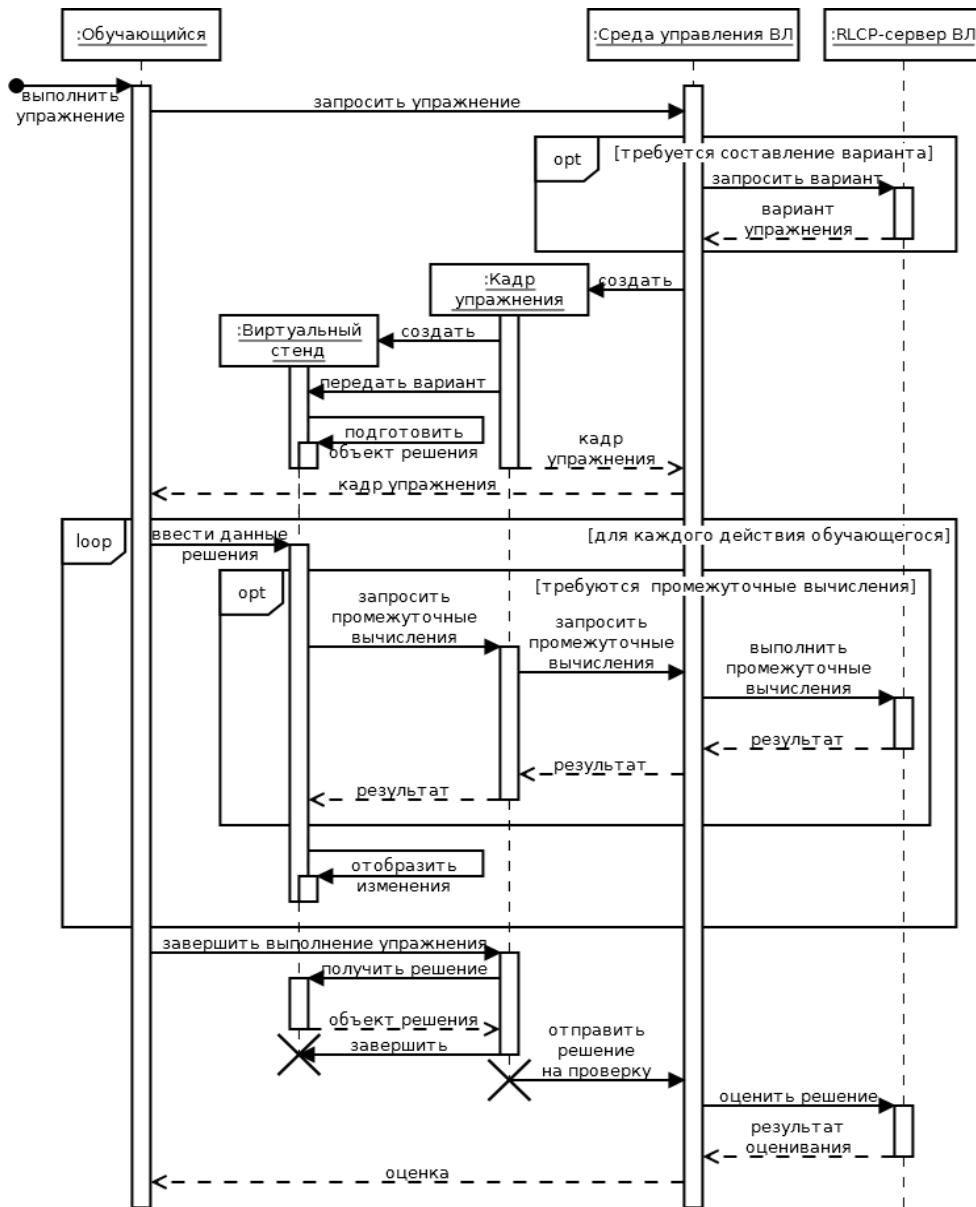 :Обучающийся
:Среда управления ВЛ
:RLCP-сервер ВЛ
выполнить
упражнение
запросить упражнение
opt
[требуется составление варианта]
запросить вариант
вариант
упражнения
:Кадр
упражнения
создать
:Виртуальный
стенд
создать
передать вариант
подготовить
объект решения
кадр
упражнения
кадр упражнения
loop
ввести данные
решения
[для каждого действия обучающегося]
opt
[требуются промежуточные вычисления]
запросить
промежуточные
вычисления
запросить
промежуточные
вычисления
выполнить
промежуточные
вычисления
результат
результат
результат
отобразить
изменения
завершить выполнение упражнения
получить решение
объект решения
завершить
отправить
решение
на проверку
оценить решение
результат
оценивания
оценка